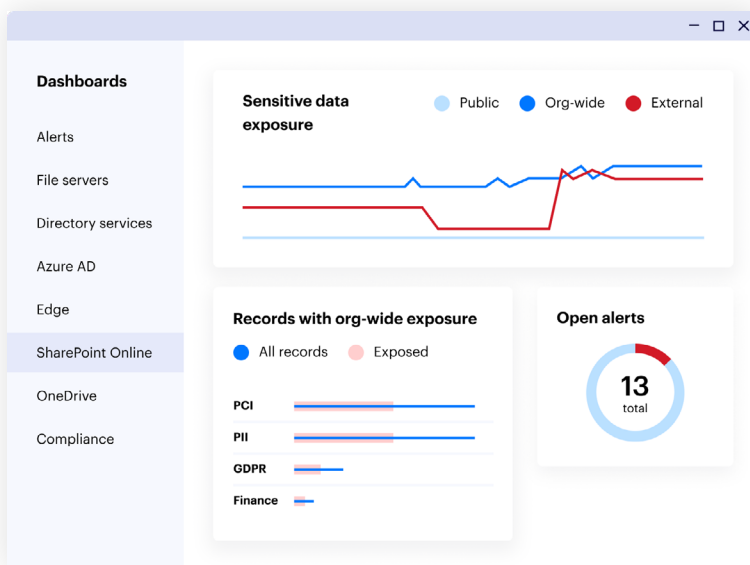 Dashboards
Alerts
File servers
Directory services
Azure AD
Edge
SharePoint Online
OneDrive
Compliance
Sensitive data
exposure
Public
Org-wide
External
Records with org-wide exposure
All records
Exposed
PCI
PII
GDPR
Finance
Open alerts
13
total